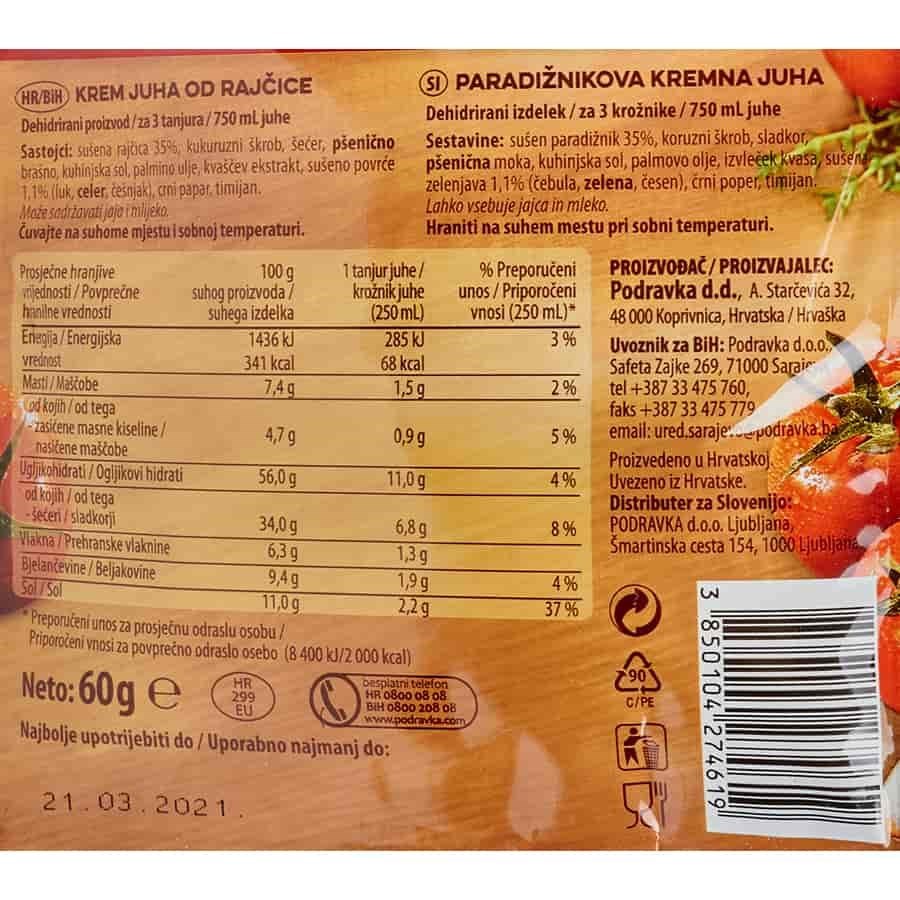 HR/BiH KREM JUHA OD RAJČICE
Dehidrirani proizvod / za 3 tanjura / 750 mL juhe
Sastojci: sušena rajčica 35%, kukuruzni škrob, šećer, pšenično
brašno, kuhinjska sol, palmino ulje, kvaščev ekstrakt, sušeno povrće
1,1% (luk, celer, češnjak), crni papar, timijan.
Može sadržavati jaja i mlijeko.
Čuvajte na suhome mjestu i sobnoj temperaturi.
SI PARADIŽNIKOVA KREMNA JUHA
Dehidrirani izdelek / za 3 krožnike / 750 mL juhe
Sestavine: sušen paradižnik 35%, koruzni škrob, sladkor,
pšenična moka, kuhinjska sol, palmovo olje, izvleček kvasa, sušena
zelenjava 1,1% (čebula, zelena, česen), črni poper, timijan.
Lahko vsebuje jajca in mleko.
Hraniti na suhem mestu pri sobni temperaturi.
Prosječne hranjive vrijednosti / Povprečne hranilne vrednosti
100 g suhog proizvoda / suhega izdelka
1 tanjur juhe / krožnik juhe (250 mL)
% Preporučeni unos / Priporočeni vnosi (250 mL)*
Energija / Energijska 1436 kJ 285 kJ 3 %
vrednost 341 kcal 68 kcal
Masti / Maščobe 7,4 g 1,5 g 2 %
od kojih / od tega
- zasićene masne kiseline / 4,7 g 0,9 g 5 %
nasičene maščobe
Ugljikohidrati / Ogljikovi hidrati 56,0 g 11,0 g 4 %
od kojih / od tega
- šećeri / sladkorji 34,0 g 6,8 g 8 %
Vlakna / Prehranske vlaknine 6,3 g 1,3 g
Bjelančevine / Beljakovine 9,4 g 1,9 g 4 %
Sol / Sol 11,0 g 2,2 g 37 %
* Preporučeni unos za prosječnu odraslu osobu /
Priporočeni vnosi za povprečno odraslo osebo (8 400 kJ/2 000 kcal)
PROIZVOĐAČ / PROIZVAJALEC:
Podravka d.d., A. Starčevića 32,
48 000 Koprivnica, Hrvatska / Hrvaška
Uvoznik za BiH: Podravka d.o.o.,
Safeta Zajke 269, 71000
tel +387 33 475 760,
faks +387 33 475 779
email:
Proizvedeno u Hrvatskoj.
Uvezeno iz Hrvatske.
Distributer za Slovenijo:
PODRAVKA d.o.o. Ljubljana,
Šmartinska cesta 154, 1000 Ljubljana
Neto: 60 g e
HR
299
EU
besplatni telefon
HR 0800 08 08
BiH 0800 208 08
www.podravka.com
Najbolje upotrijebiti do / Uporabno najmanj do:
21.03.2021.
90
C/PE
3 850104 274619